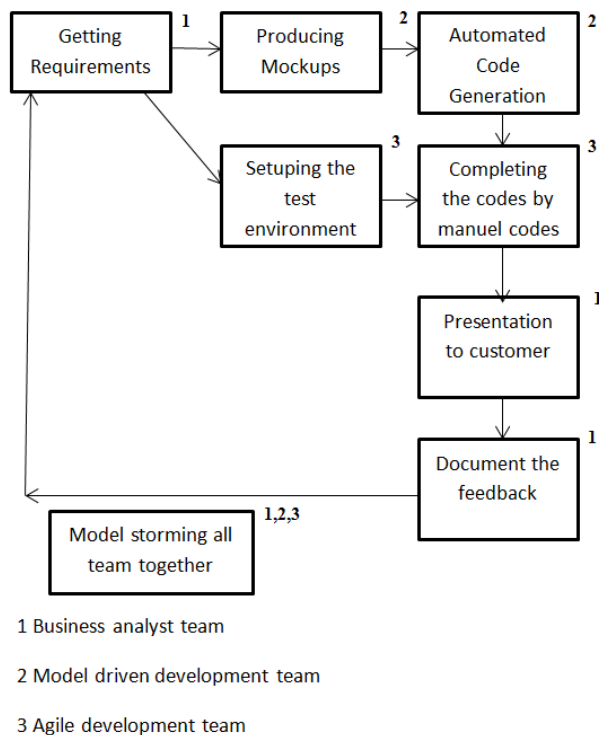 Getting
Requirements
1
Producing
Mockups
2
Automated
Code
Generation
2
Setuping the
test
environment
3
Completing
the codes by
manuel codes
3
Presentation
to customer
1
Document the
feedback
1
Model storming all
team together
1,2,3
1 Business analyst team
2 Model driven development team
3 Agile development team